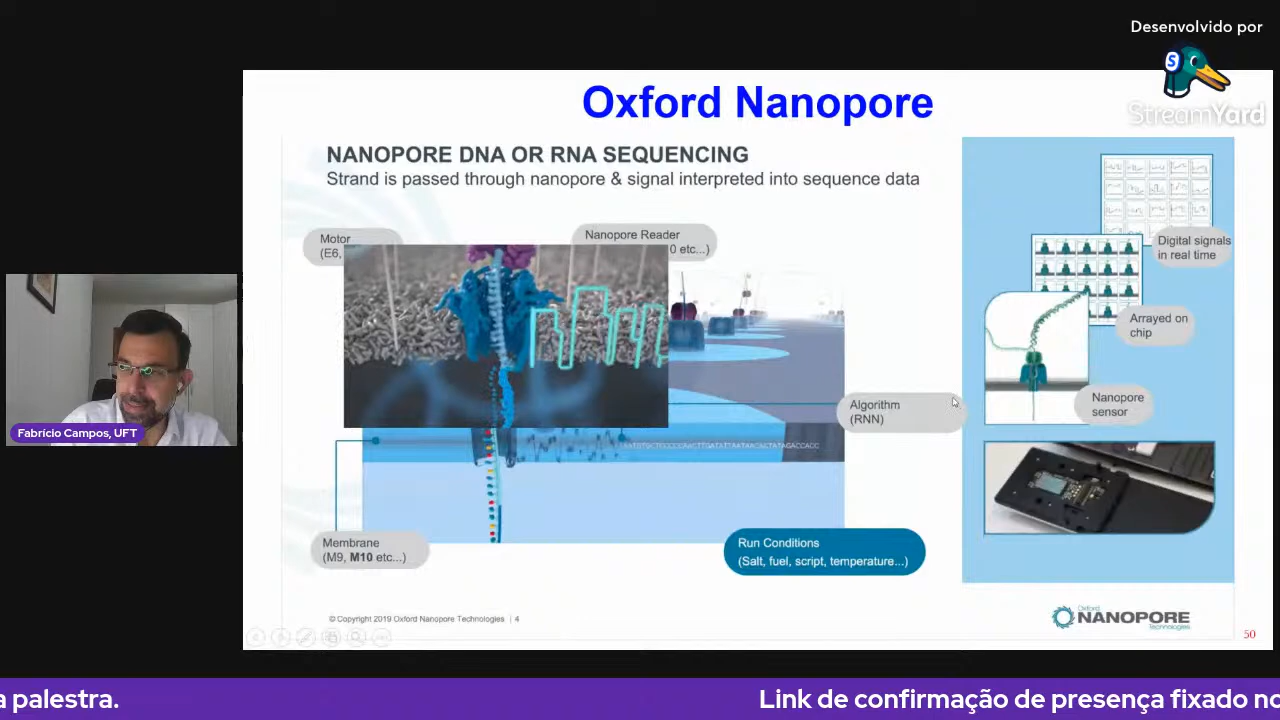 Desenvolvido por
S
StreamYard
Oxford Nanopore
NANOPORE DNA OR RNA SEQUENCING
Strand is passed through nanopore & signal interpreted into sequence data
Motor
(E6,
Nanopore Reader
0 etc...)
Digital signals
in real time
Arrayed on
chip
Nanopore
sensor
Algorithm
(RNN)
Fabrício Campos, UFT
Membrane
(M9, M10 etc...)
Run Conditions
(Salt, fuel, script, temperature...)
© Copyright 2019 Oxford Nanopore Technologies | 4
Oxford
NANOPORE
Technologies
50
a palestra.
Link de confirmação de presença fixado no